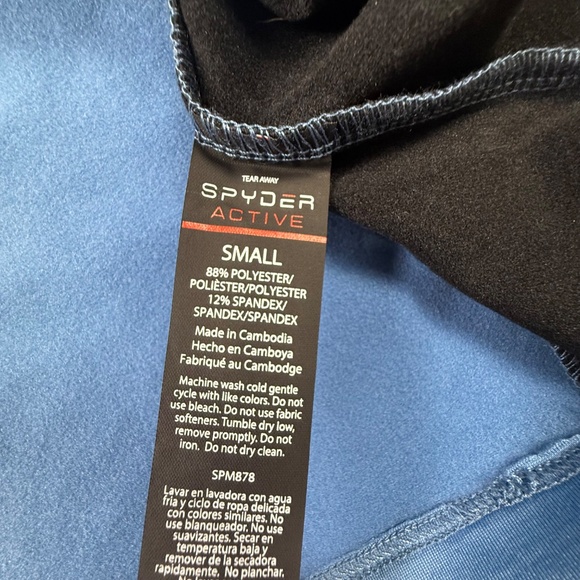 TEAR AWAY
SPYDER
ACTIVE
SMALL
88% POLYESTER/
POLIÈSTER/POLYESTER
12% SPANDEX/
SPANDEX/SPANDEX
Made in Cambodia
Hecho en Camboya
Fabriqué au Cambodge
Machine wash cold gentle
cycle with like colors. Do not
use bleach. Do not use fabric
softeners. Tumble dry low,
remove promptly. Do not
iron. Do not dry clean.
SPM878
Lavar en lavadora con agua
fria y ciclo de ropa delicada
con colores similares. No
use blanqueador. No use
suavizantes. Secar en
temperatura baja y
remover de la secadora
rapidamente. No planchar.